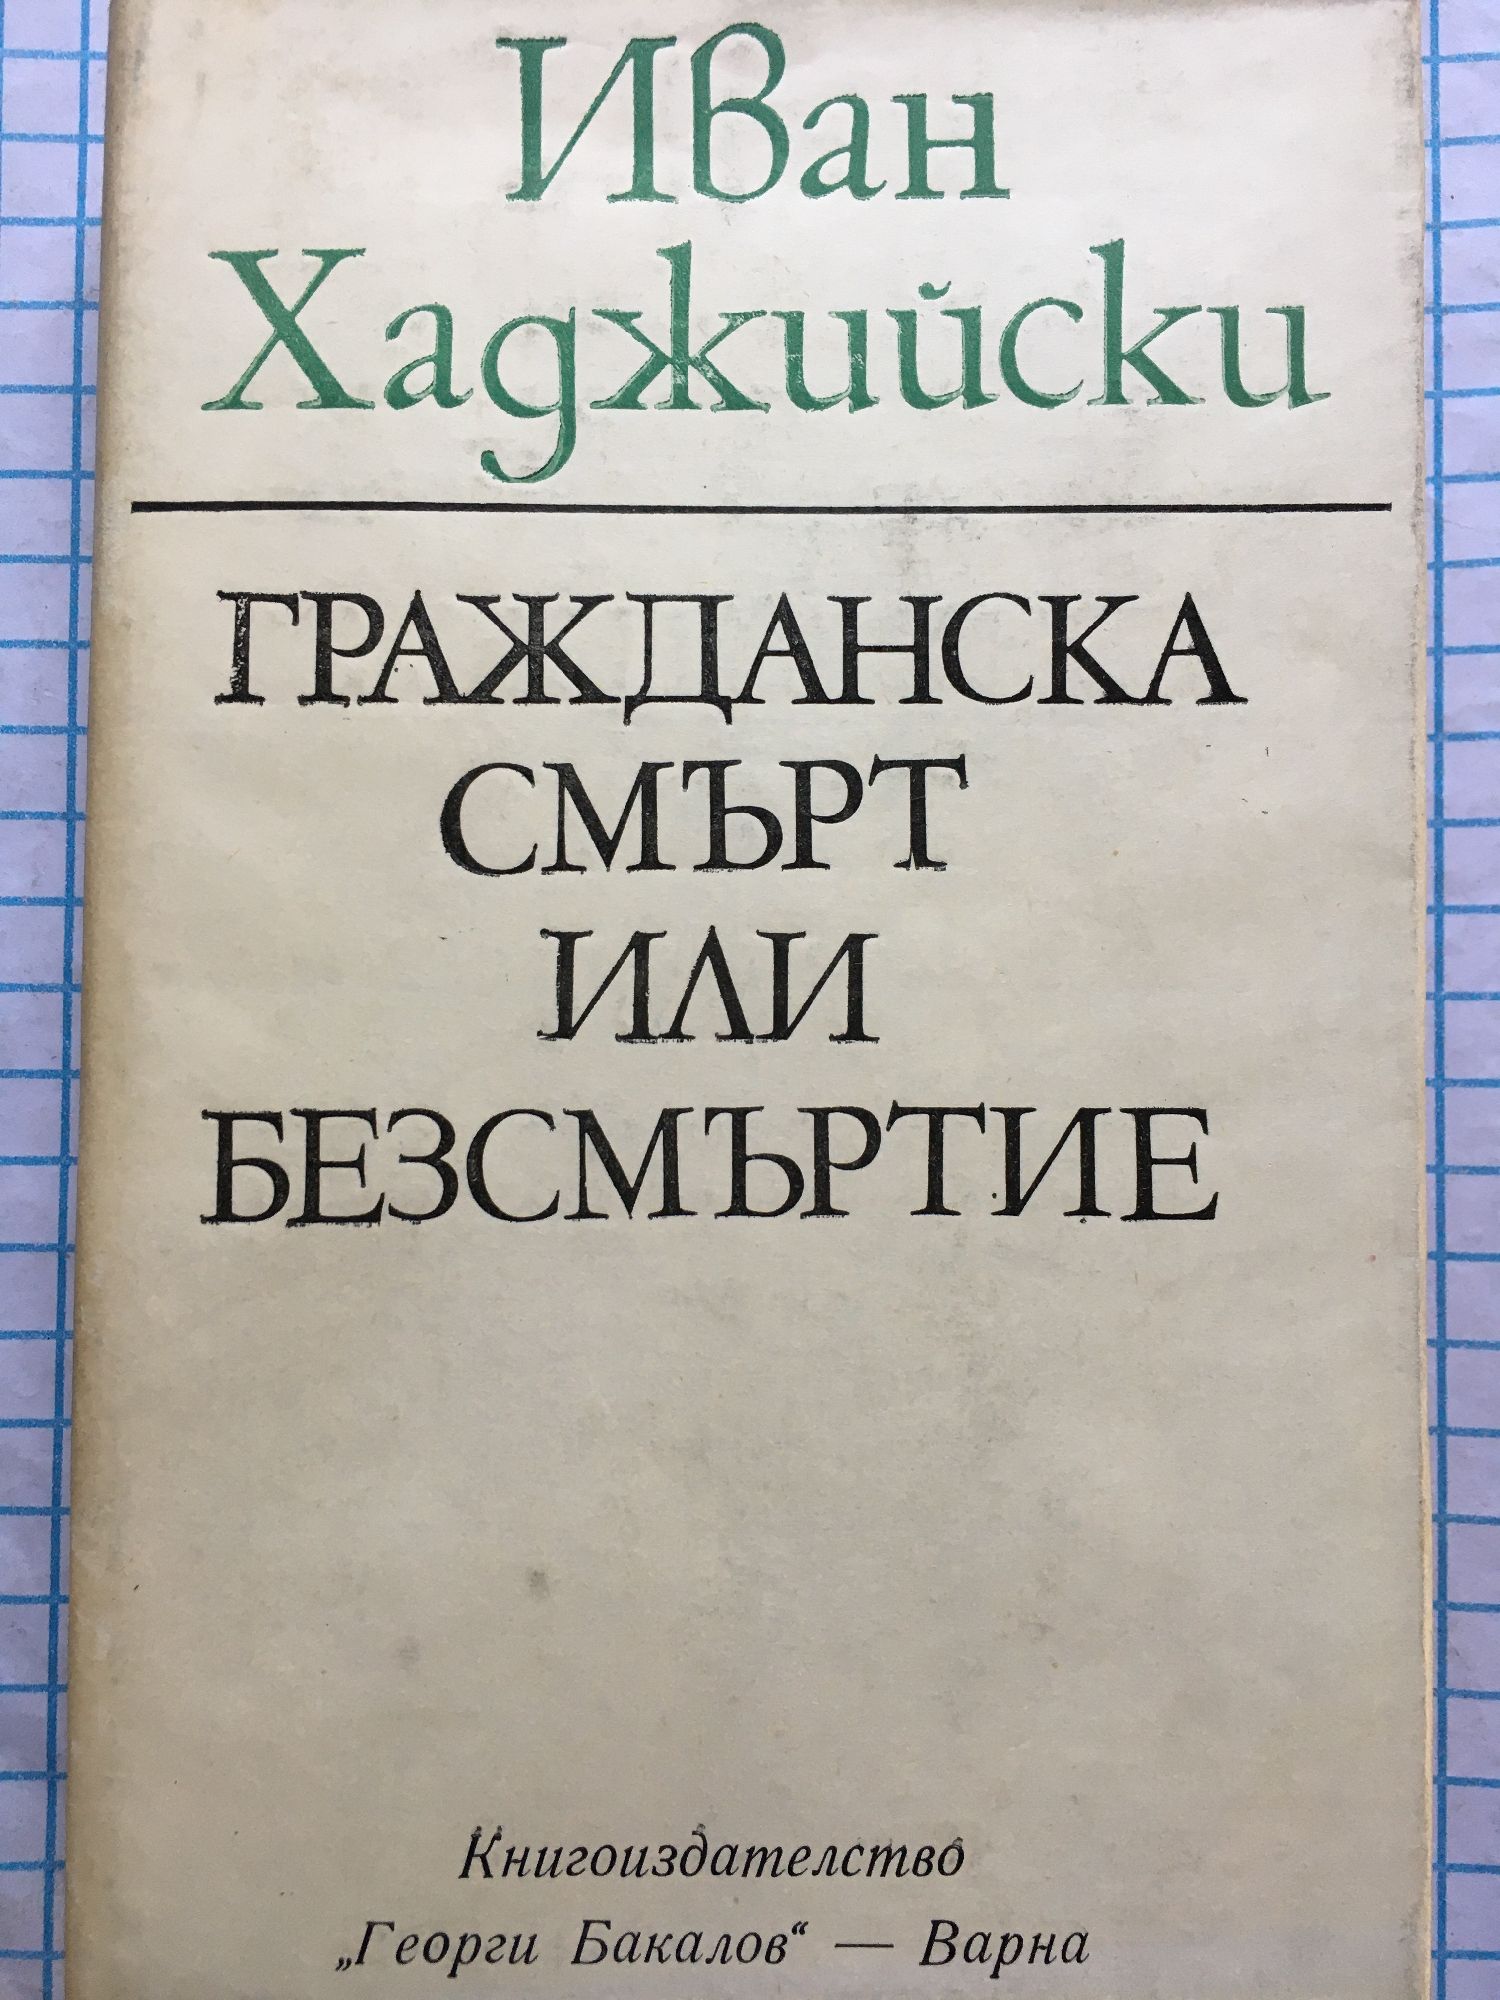 Иван
Хаджийски
ГРАЖДАНСКА
СМЪРТ
ИЛИ
БЕЗСМЪРТИЕ
Книгоиздателство
„Георги Бакалов“ — Варна